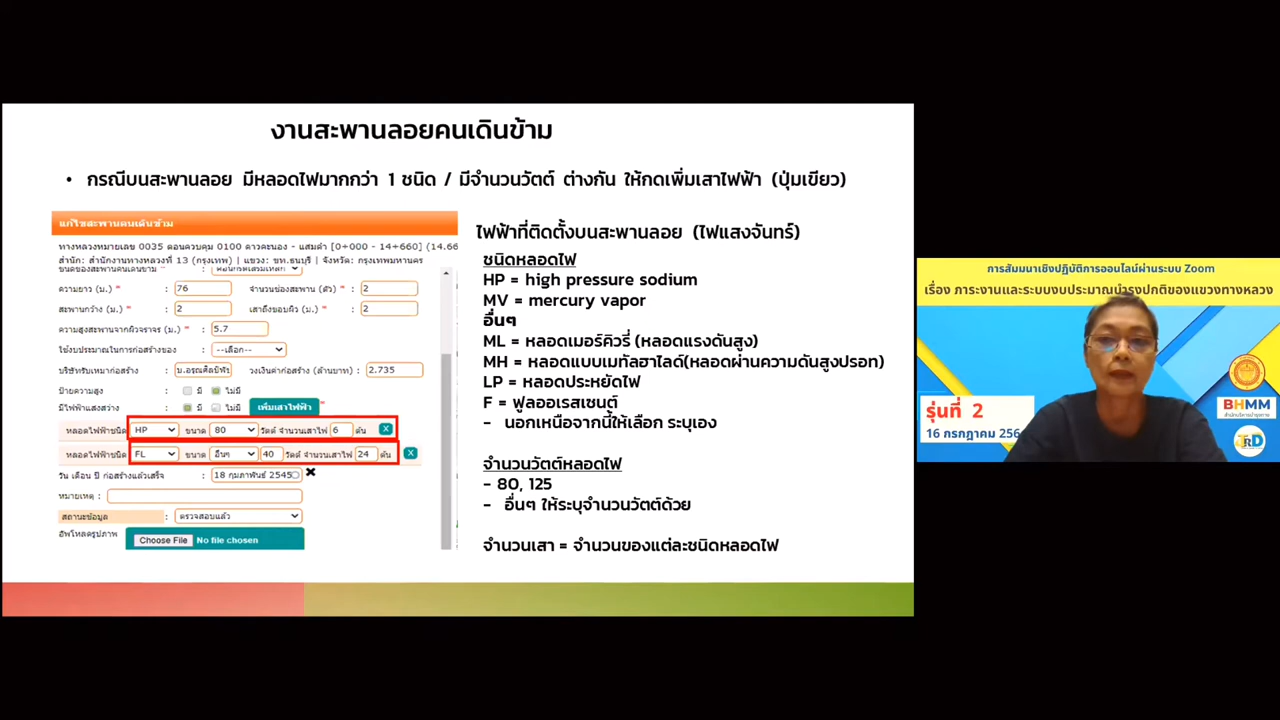 งานสะพานลอยคนเดินข้าม
• กรณีบนสะพานลอย มีหลอดไฟมากกว่า 1 ชนิด / มีจำนวนวัตต์ ต่างกัน ให้กดเพิ่มเสาไฟฟ้า (ปุ่มเขียว)
แก้ไขสะพานคนเดินข้าม
ทางหลวงหมายเลข 0035 ตอนควบคุม 0100 ดาวคะนอง - แสมดำ [0+000 - 14+660] (14.66
สำนัก: สำนักงานทางหลวงที่ 13 (กรุงเทพ) | แขวง: ขท.ธนบุรี | จังหวัด: กรุงเทพมหานคร
ชนิดของสะพานคนเดินข้าม * : คอนกรีตเสริมเหล็ก
ความยาว (ม.) * : 76 จำนวนช่องสะพาน (ตัว) * : 2
สะพานกว้าง (ม.) * : 2 เสาถึงขอบผิว (ม.) * : 2
ความสูงสะพานจากผิวจราจร (ม.) * : 5.7
ใช้งบประมาณในการก่อสร้างของ : --เลือก--
บริษัทรับเหมาก่อสร้าง : บ.อรุณศิลป์พัฒ วงเงินค่าก่อสร้าง (ล้านบาท) : 2.735
ป้ายความสูง : มี ไม่มี
มีไฟฟ้าแสงสว่าง : มี ไม่มี เพิ่มเสาไฟฟ้า *
หลอดไฟฟ้าชนิด HP ขนาด 80 วัตต์ จำนวนเสาไฟ 6 ต้น X
หลอดไฟฟ้าชนิด FL ขนาด อื่นๆ 40 วัตต์ จำนวนเสาไฟ 24 ต้น X
วัน เดือน ปี ก่อสร้างแล้วเสร็จ : 18 กุมภาพันธ์ 2545
หมายเหตุ :
สถานะข้อมูล : ตรวจสอบแล้ว
อัพโหลดรูปภาพ Choose File No file chosen
ไฟฟ้าที่ติดตั้งบนสะพานลอย (ไฟแสงจันทร์)
ชนิดหลอดไฟ
HP = high pressure sodium
MV = mercury vapor
อื่นๆ
ML = หลอดเมอร์คิวรี่ (หลอดแรงดันสูง)
MH = หลอดแบบเมทัลฮาไลด์(หลอดผ่านความดันสูงปรอท)
LP = หลอดประหยัดไฟ
F = ฟูลออเรสเซนต์
- นอกเหนือจากนี้ให้เลือก ระบุเอง
จำนวนวัตต์หลอดไฟ
- 80, 125
- อื่นๆ ให้ระบุจำนวนวัตต์ด้วย
จำนวนเสา = จำนวนของแต่ละชนิดหลอดไฟ
การสัมมนาเชิงปฏิบัติการออนไลน์ผ่านระบบ Zoom
เรื่อง ภาระงานและระบบงบประมาณบำรุงปกติของแขวงทางหลวง
รุ่นที่ 2
16 กรกฎาคม 256
BHMM
สำนักบริหารบำรุงทาง